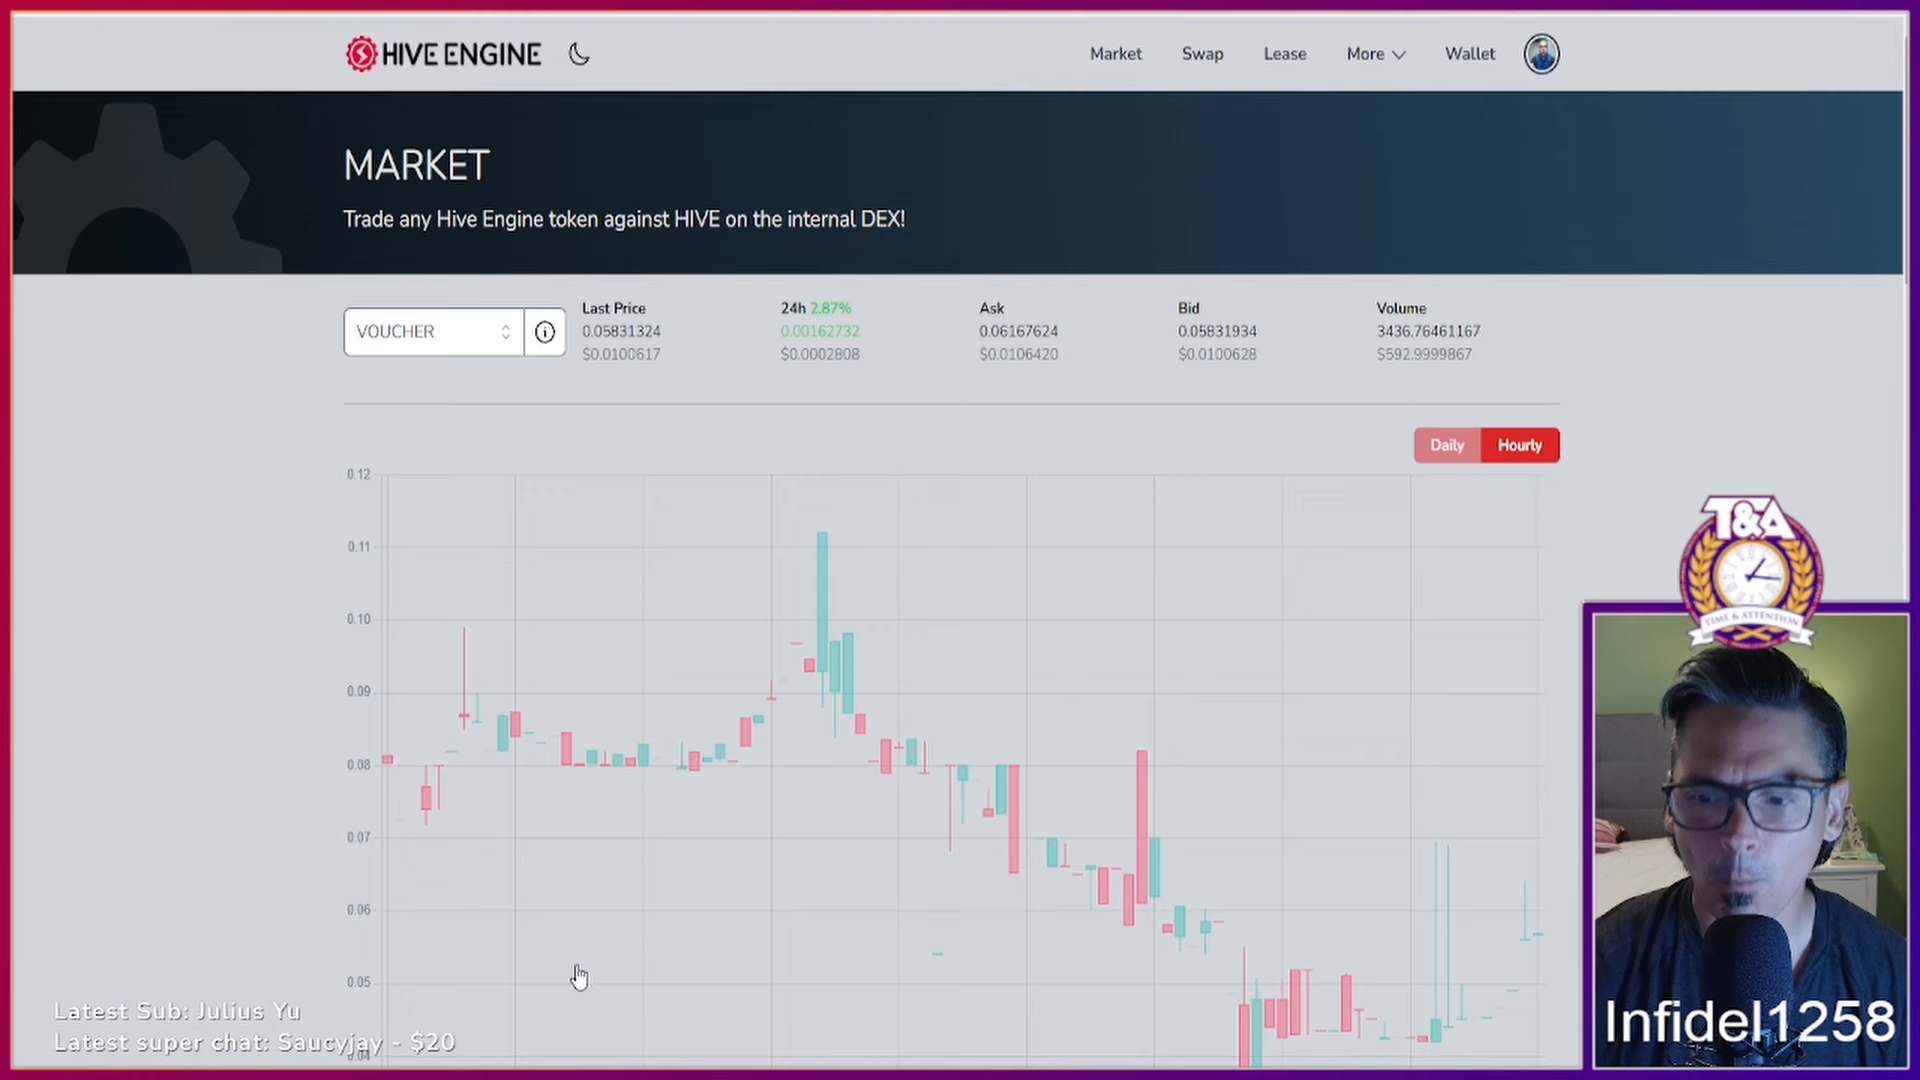 HIVE ENGINE
Market Swap Lease More Wallet
MARKET
Trade any Hive Engine token against HIVE on the internal DEX!
VOUCHER
Last Price
0.05831324
$0.0100617
24h 2.87%
0.00162732
$0.0002808
Ask
0.06167624
$0.0106420
Bid
0.05831934
$0.0100628
Volume
3436.76461167
$592.9999867
Daily Hourly
0.12
0.11
0.10
0.09
0.08
0.07
0.06
0.05
0.04
T&A
TIME & ATTENTION
Latest Sub: Julius Yu
Latest super chat: Saucyjay - $20
Infidel1258